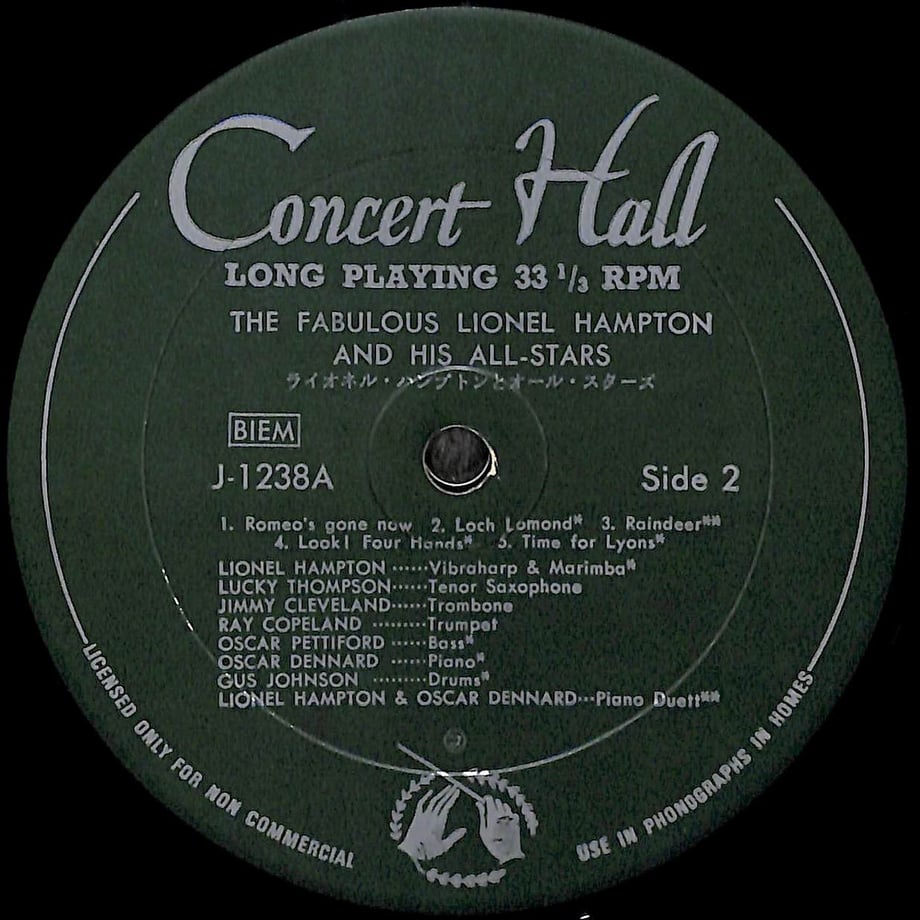 Concert Hall
LONG PLAYING 33 1/3 RPM
THE FABULOUS LIONEL HAMPTON
AND HIS ALL-STARS
ライオネル・ハンプトンとオール・スターズ
BIEM
J-1238A Side 2
1. Romeo's gone now 2. Loch Lomond* 3. Raindeer**
4. Look! Four Hands* 5. Time for Lyons*
LIONEL HAMPTON ······Vibraharp & Marimba*
LUCKY THOMPSON······Tenor Saxophone
JIMMY CLEVELAND······Trombone
RAY COPELAND ·········Trumpet
OSCAR PETTIFORD ······Bass*
OSCAR DENNARD ······Piano*
GUS JOHNSON ·········Drums*
LIONEL HAMPTON & OSCAR DENNARD···Piano Duett**
LICENSED ONLY FOR NON COMMERCIAL USE IN PHONOGRAPHS IN HOMES